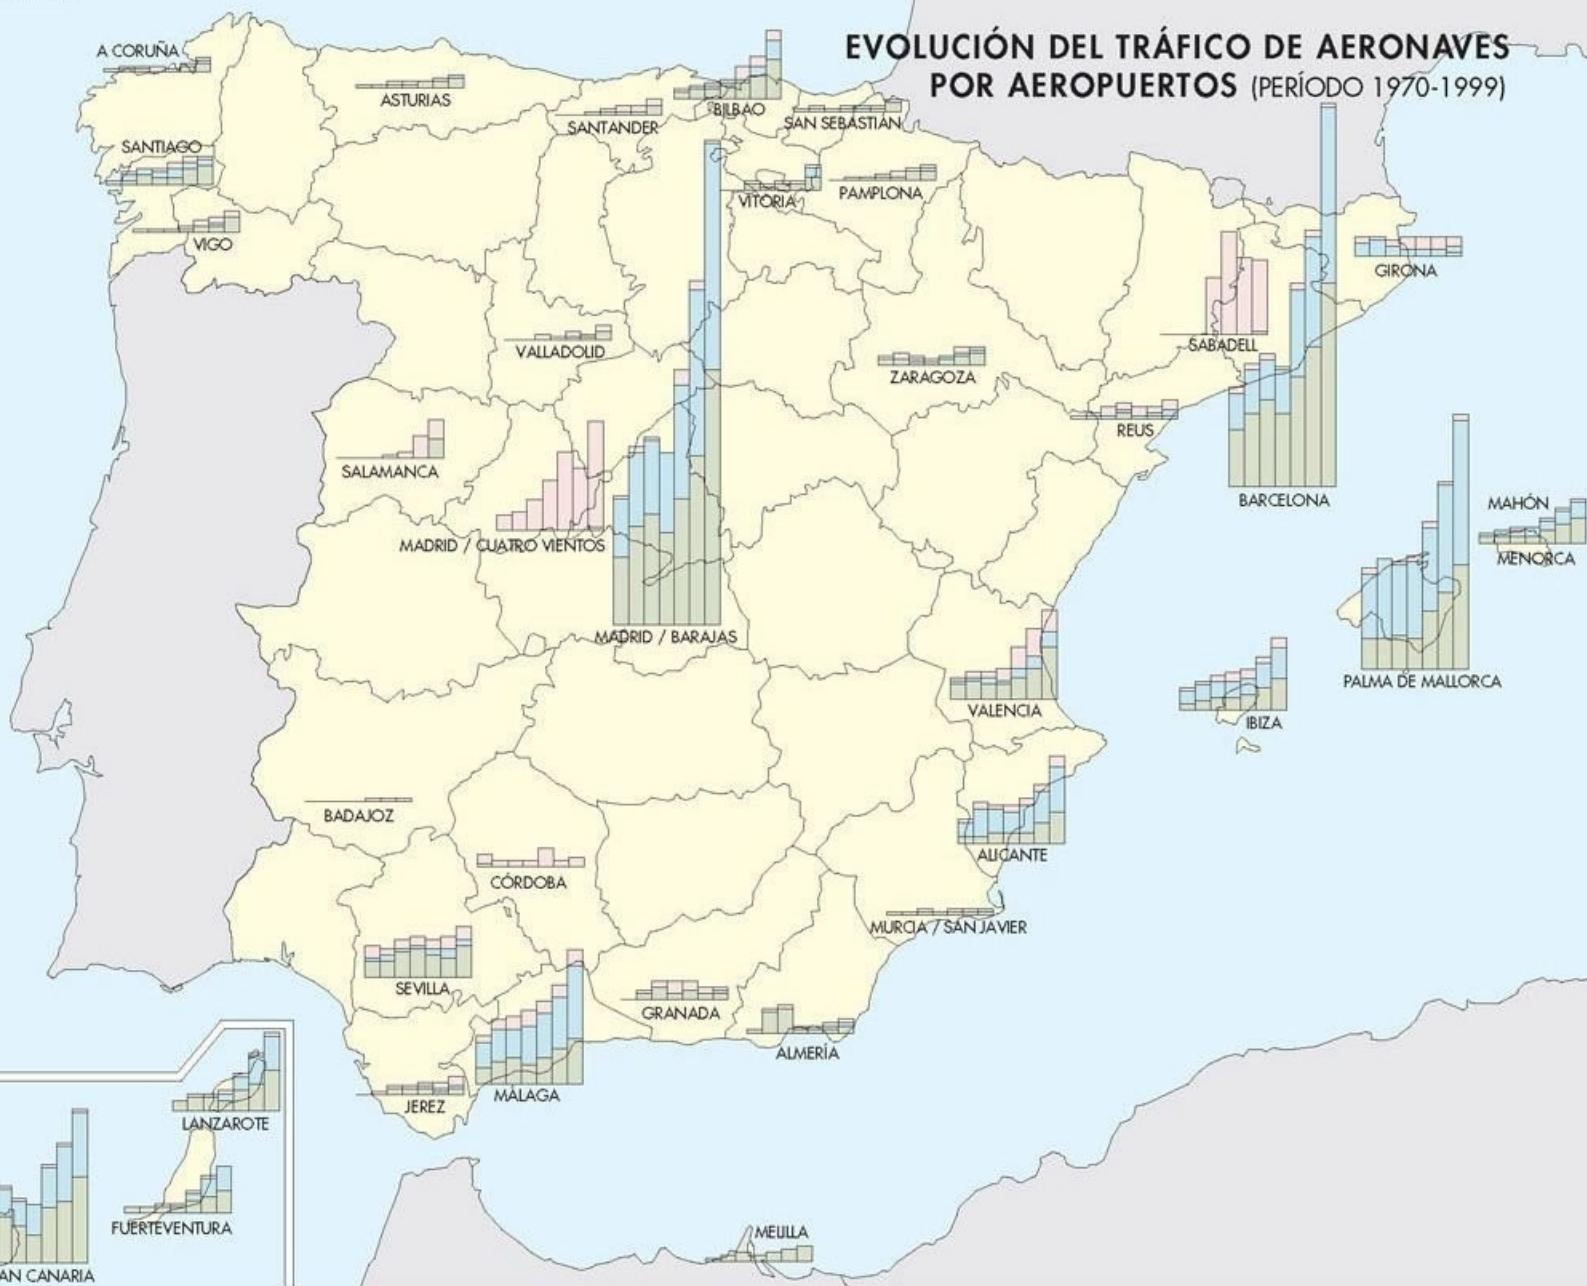 EVOLUCIÓN DEL TRÁFICO DE AERONAVES
POR AEROPUERTOS (PERÍODO 1970-1999)
A CORUÑA
ASTURIAS
SANTANDER
BILBAO
SAN SEBASTIÁN
SANTIAGO
VITORIA
PAMPLONA
VIGO
GIRONA
VALLADOLID
SABADELL
ZARAGOZA
REUS
SALAMANCA
BARCELONA
MAHÓN
MADRID / CUATRO VIENTOS
MENORCA
MADRID / BARAJAS
PALMA DE MALLORCA
VALENCIA
IBIZA
BADAJOZ
ALICANTE
CÓRDOBA
MURCIA / SAN JAVIER
SEVILLA
GRANADA
ALMERÍA
MÁLAGA
JEREZ
LANZAROTE
FUERTEVENTURA
MELILLA
AN CANARIA